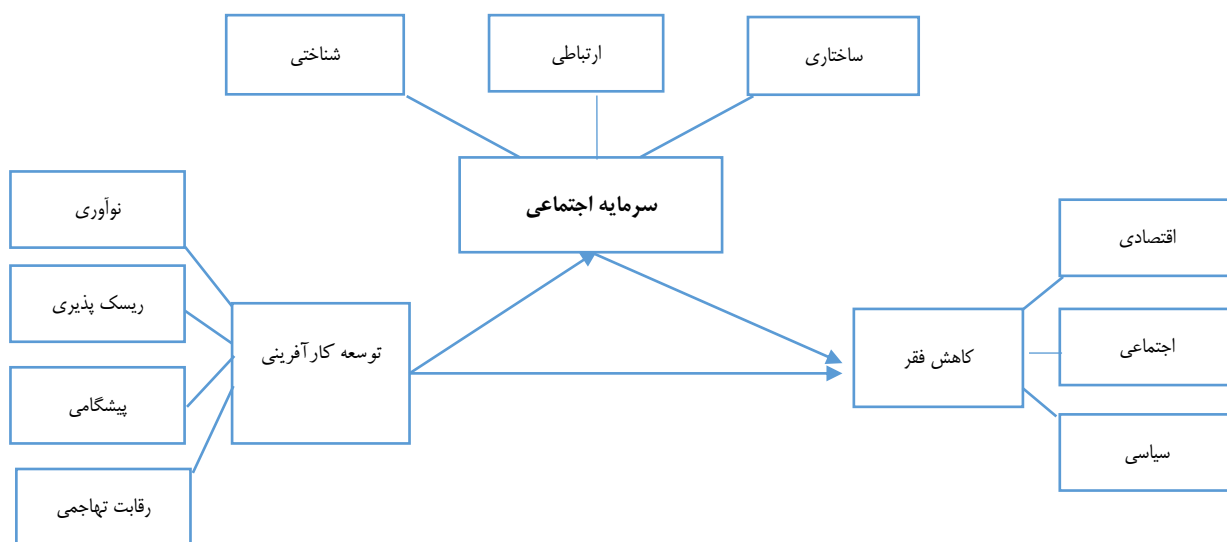 ساختاری
ارتباطی
شناختی
سرمایه اجتماعی
اقتصادی
اجتماعی
سیاسی
کاهش فقر
توسعه کارآفرینی
نوآوری
ریسک پذیری
پیشگامی
رقابت تهاجمی